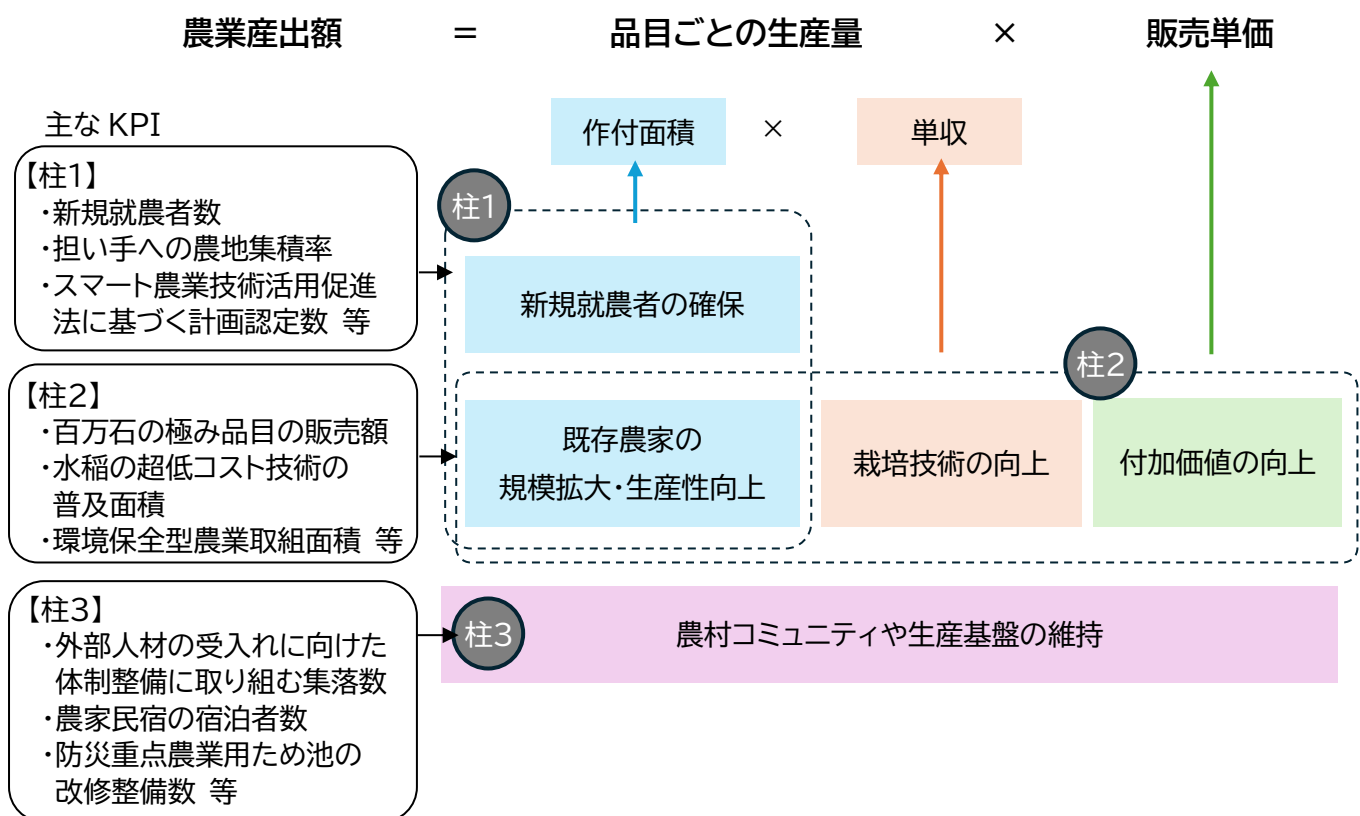 農業産出額 = 品目ごとの生産量 × 販売単価
主な KPI
作付面積 × 単収
【柱1】
・新規就農者数
・担い手への農地集積率
・スマート農業技術活用促進
法に基づく計画認定数 等
柱1
新規就農者の確保
柱2
【柱2】
・百万石の極み品目の販売額
・水稲の超低コスト技術の
普及面積
・環境保全型農業取組面積 等
既存農家の
規模拡大・生産性向上
栽培技術の向上
付加価値の向上
【柱3】
・外部人材の受入れに向けた
体制整備に取り組む集落数
・農家民宿の宿泊者数
・防災重点農業用ため池の
改修整備数 等
柱3
農村コミュニティや生産基盤の維持